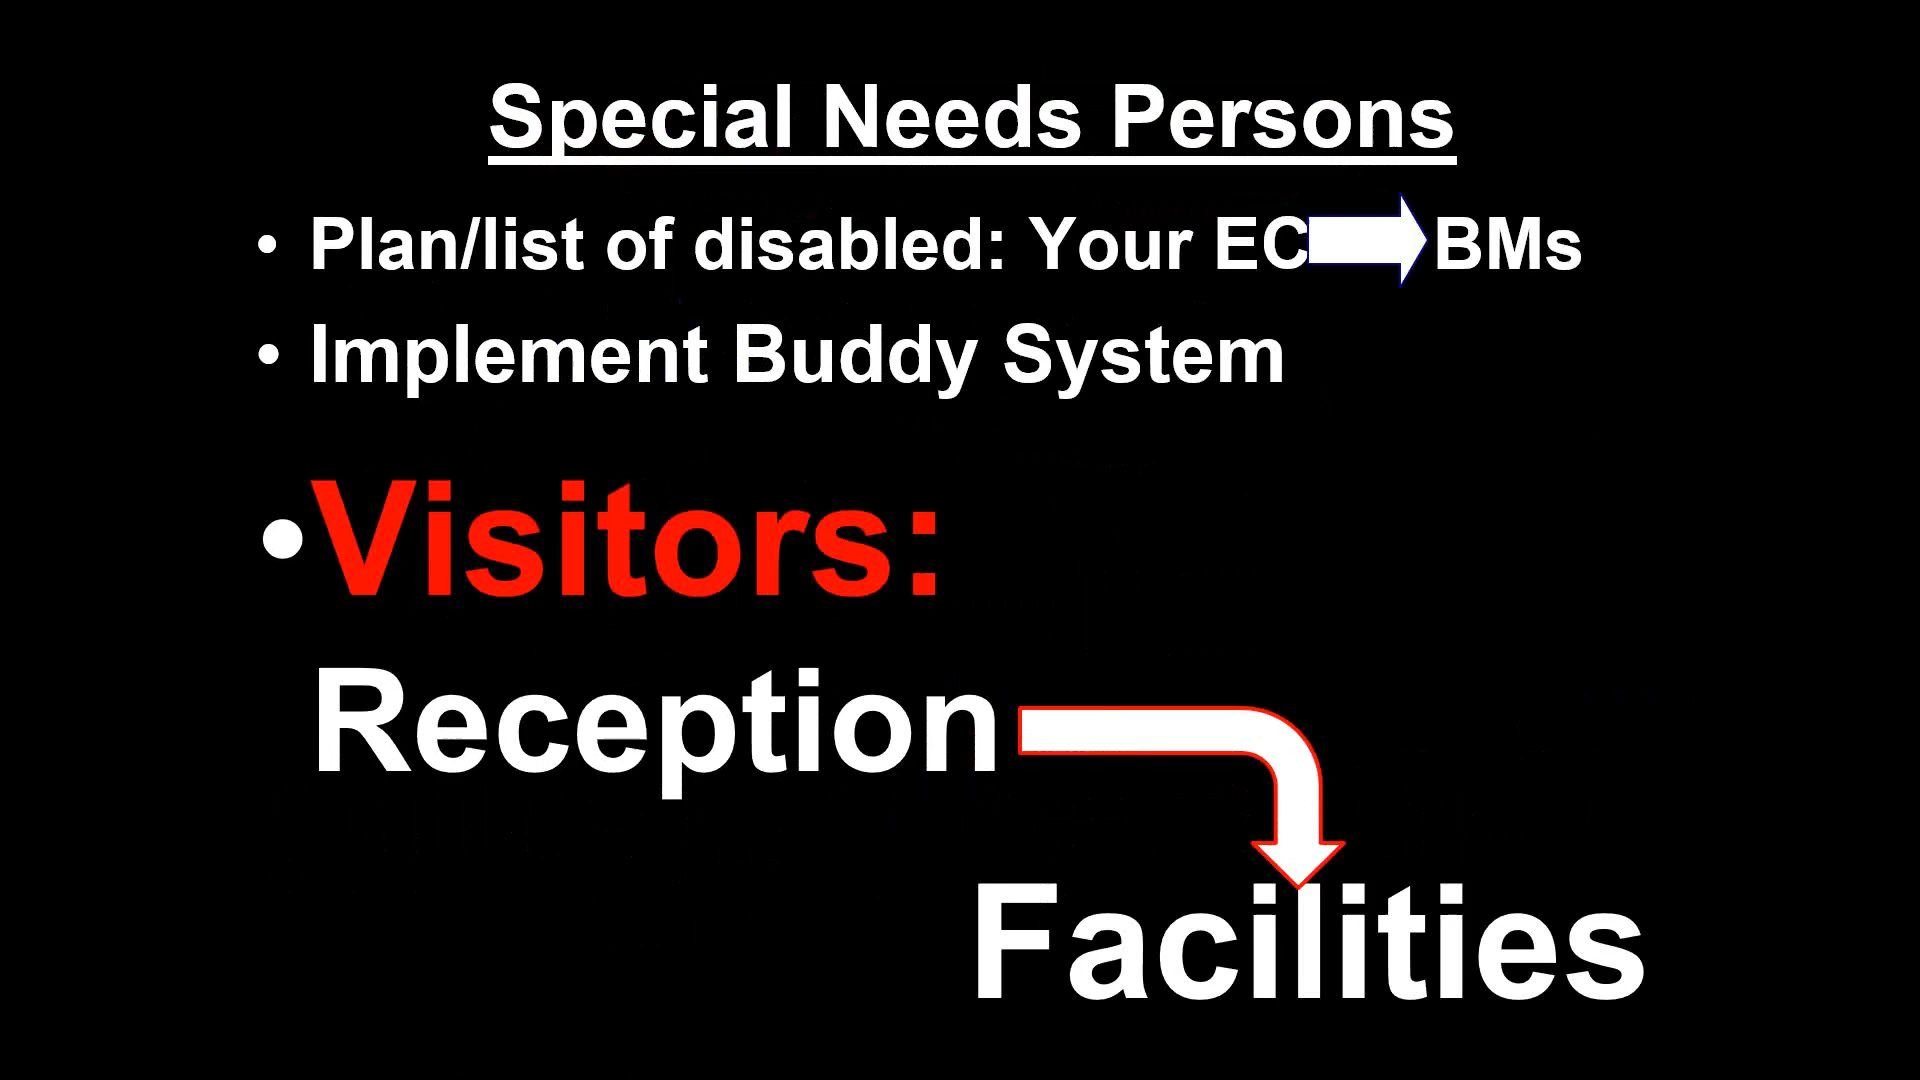 Special Needs Persons
• Plan/list of disabled: Your EC BMs
• Implement Buddy System
• Visitors:
Reception
Facilities